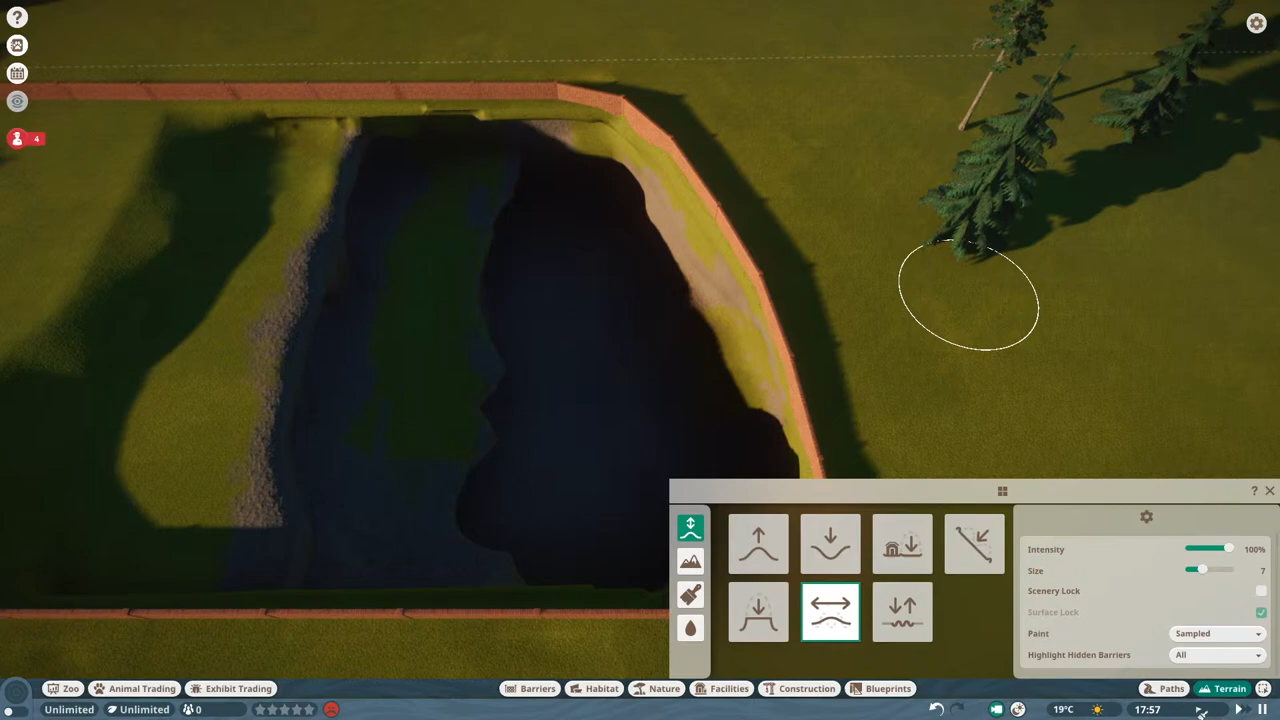 ?
4
?
Intensity 100%
Size 7
Scenery Lock
Surface Lock
Paint Sampled
Highlight Hidden Barriers All
Zoo Animal Trading Exhibit Trading Barriers Habitat Nature Facilities Construction Blueprints Paths Terrain
Unlimited Unlimited 0 19°C 17:57